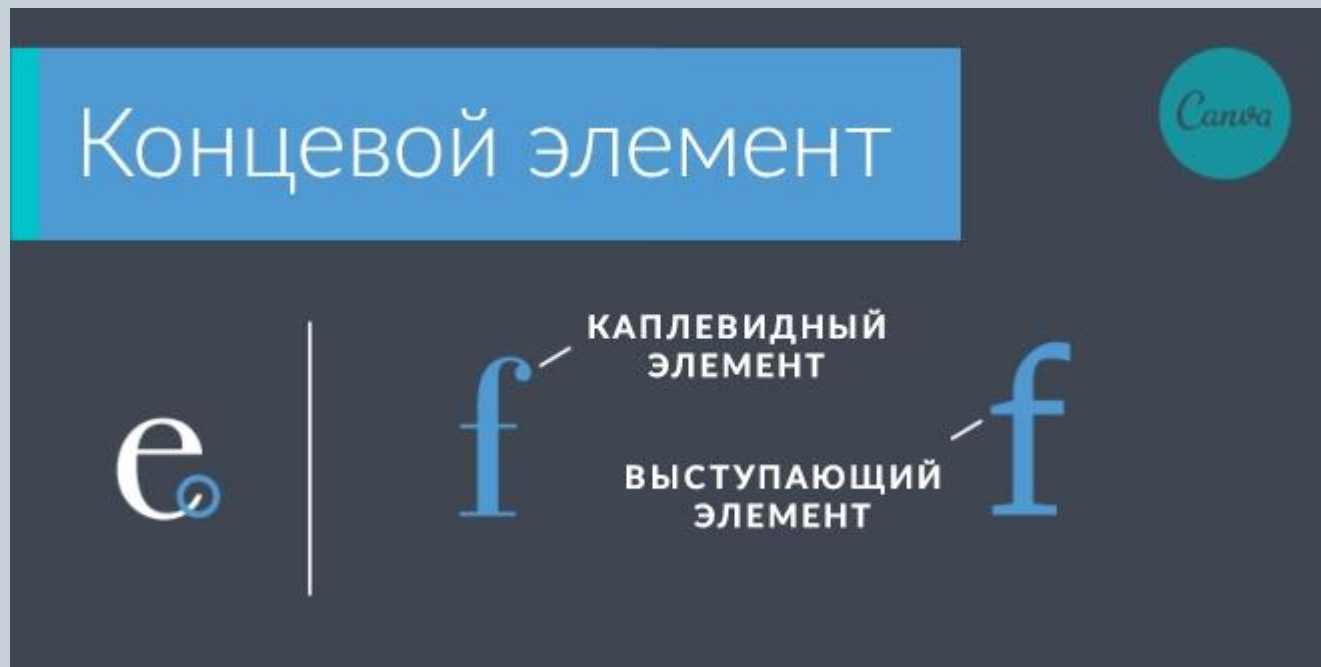 Концевой элемент
Canva
КАПЛЕВИДНЫЙ
ЭЛЕМЕНТ
e
f
f
ВЫСТУПАЮЩИЙ
ЭЛЕМЕНТ